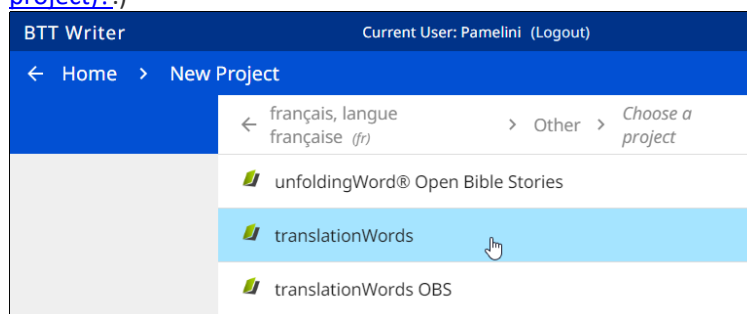 project)?.)
BTT Writer Current User: Pamelini (Logout)
← Home > New Project
← français, langue française (fr) > Other > Choose a project
unfoldingWord® Open Bible Stories
translationWords
translationWords OBS